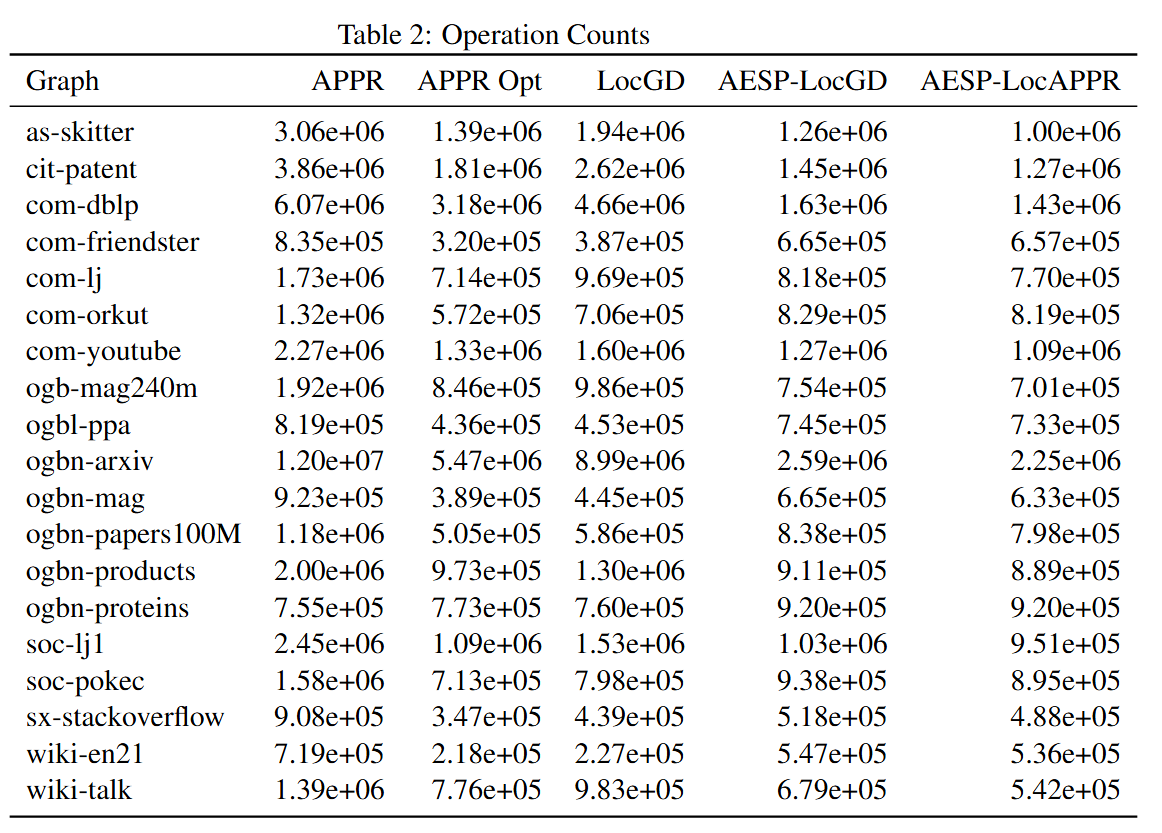 Table 2: Operation Counts
Graph APPR APPR Opt LocGD AESP-LocGD AESP-LocAPPR
as-skitter 3.06e+06 1.39e+06 1.94e+06 1.26e+06 1.00e+06
cit-patent 3.86e+06 1.81e+06 2.62e+06 1.45e+06 1.27e+06
com-dblp 6.07e+06 3.18e+06 4.66e+06 1.63e+06 1.43e+06
com-friendster 8.35e+05 3.20e+05 3.87e+05 6.65e+05 6.57e+05
com-lj 1.73e+06 7.14e+05 9.69e+05 8.18e+05 7.70e+05
com-orkut 1.32e+06 5.72e+05 7.06e+05 8.29e+05 8.19e+05
com-youtube 2.27e+06 1.33e+06 1.60e+06 1.27e+06 1.09e+06
ogb-mag240m 1.92e+06 8.46e+05 9.86e+05 7.54e+05 7.01e+05
ogbl-ppa 8.19e+05 4.36e+05 4.53e+05 7.45e+05 7.33e+05
ogbn-arxiv 1.20e+07 5.47e+06 8.99e+06 2.59e+06 2.25e+06
ogbn-mag 9.23e+05 3.89e+05 4.45e+05 6.65e+05 6.33e+05
ogbn-papers100M 1.18e+06 5.05e+05 5.86e+05 8.38e+05 7.98e+05
ogbn-products 2.00e+06 9.73e+05 1.30e+06 9.11e+05 8.89e+05
ogbn-proteins 7.55e+05 7.73e+05 7.60e+05 9.20e+05 9.20e+05
soc-lj1 2.45e+06 1.09e+06 1.53e+06 1.03e+06 9.51e+05
soc-pokec 1.58e+06 7.13e+05 7.98e+05 9.38e+05 8.95e+05
sx-stackoverflow 9.08e+05 3.47e+05 4.39e+05 5.18e+05 4.88e+05
wiki-en21 7.19e+05 2.18e+05 2.27e+05 5.47e+05 5.36e+05
wiki-talk 1.39e+06 7.76e+05 9.83e+05 6.79e+05 5.42e+05